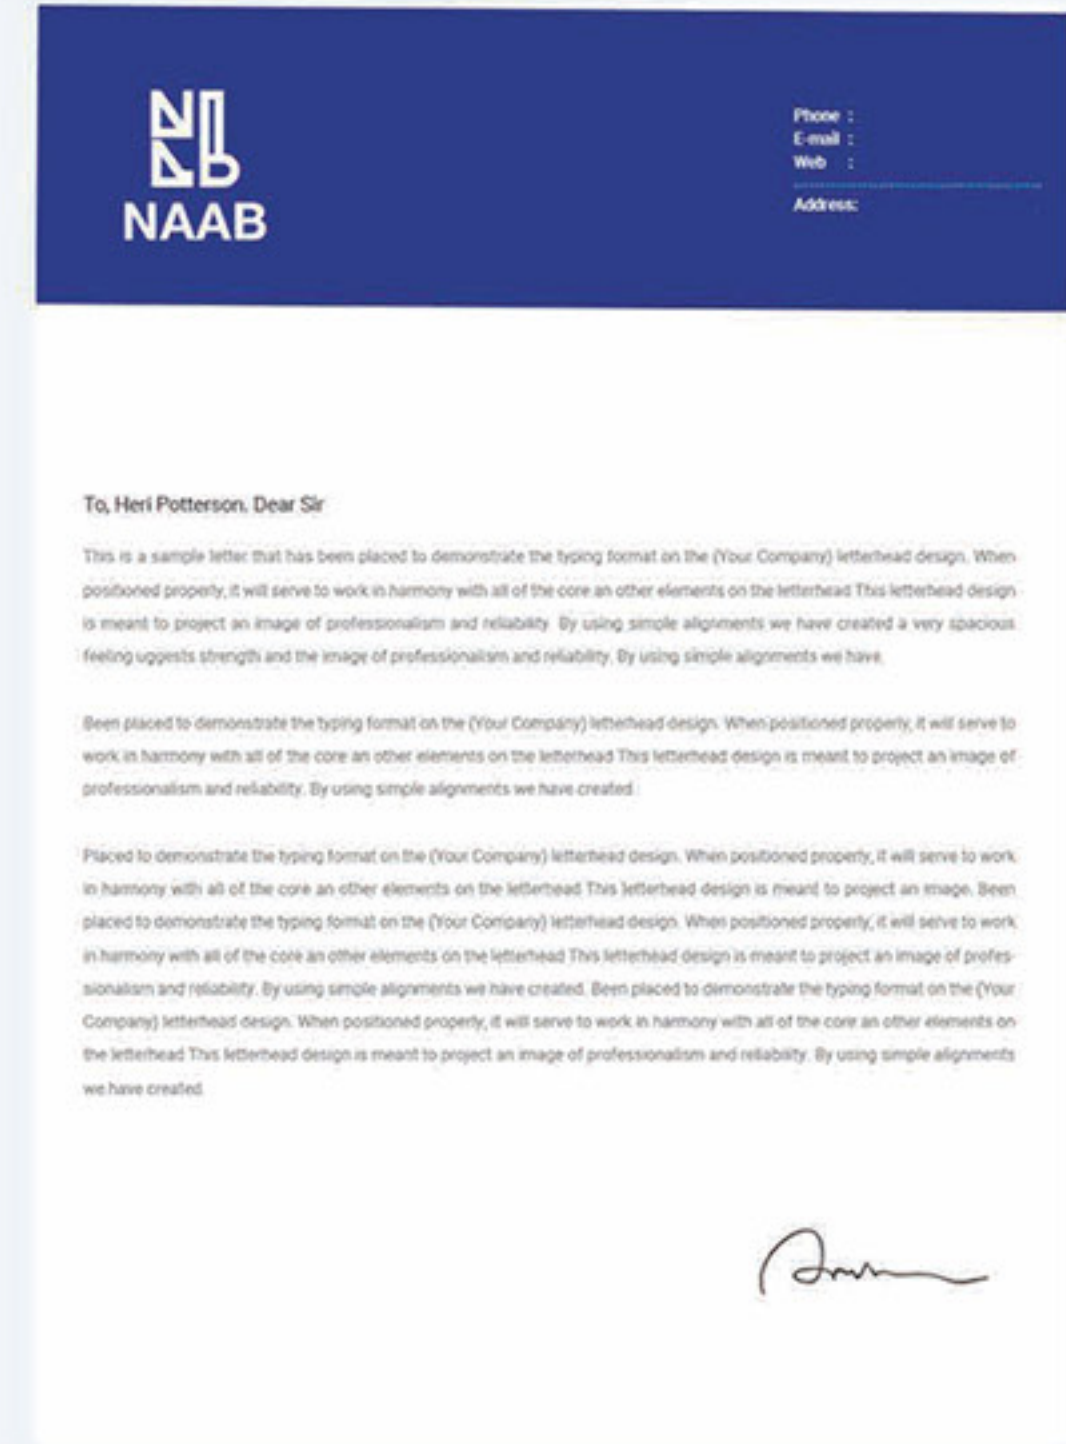 NAAB
Phone :
E-mail :
Web :
Address:
To, Heri Potterson. Dear Sir
This is a sample letter that has been placed to demonstrate the typing format on the (Your Company) letterhead design. When
positioned properly, it will serve to work in harmony with all of the core an other elements on the letterhead This letterhead design
is meant to project an image of professionalism and reliability. By using simple alignments we have created a very spacious
feeling uggests strength and the image of professionalism and reliability. By using simple alignments we have.
Been placed to demonstrate the typing format on the (Your Company) letterhead design. When positioned properly, it will serve to
work in harmony with all of the core an other elements on the letterhead This letterhead design is meant to project an image of
professionalism and reliability. By using simple alignments we have created.
Placed to demonstrate the typing format on the (Your Company) letterhead design. When positioned properly, it will serve to work
in harmony with all of the core an other elements on the letterhead This letterhead design is meant to project an image. Been
placed to demonstrate the typing format on the (Your Company) letterhead design. When positioned properly, it will serve to work
in harmony with all of the core an other elements on the letterhead This letterhead design is meant to project an image of profes-
sionalism and reliability. By using simple alignments we have created. Been placed to demonstrate the typing format on the (Your
Company) letterhead design. When positioned properly, it will serve to work in harmony with all of the core an other elements on
the letterhead This letterhead design is meant to project an image of professionalism and reliability. By using simple alignments
we have created.